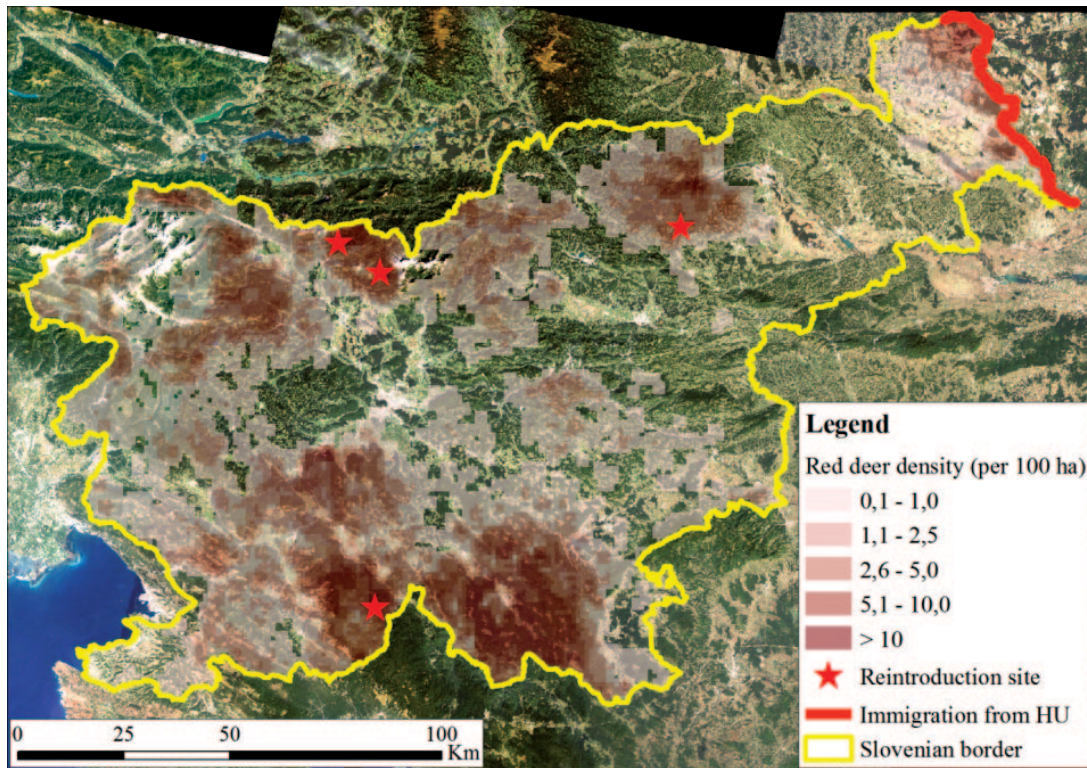 Legend
Red deer density (per 100 ha)
0,1 - 1,0
1,1 - 2,5
2,6 - 5,0
5,1 - 10,0
> 10
Reintroduction site
Immigration from HU
Slovenian border
0 25 50 100
Km